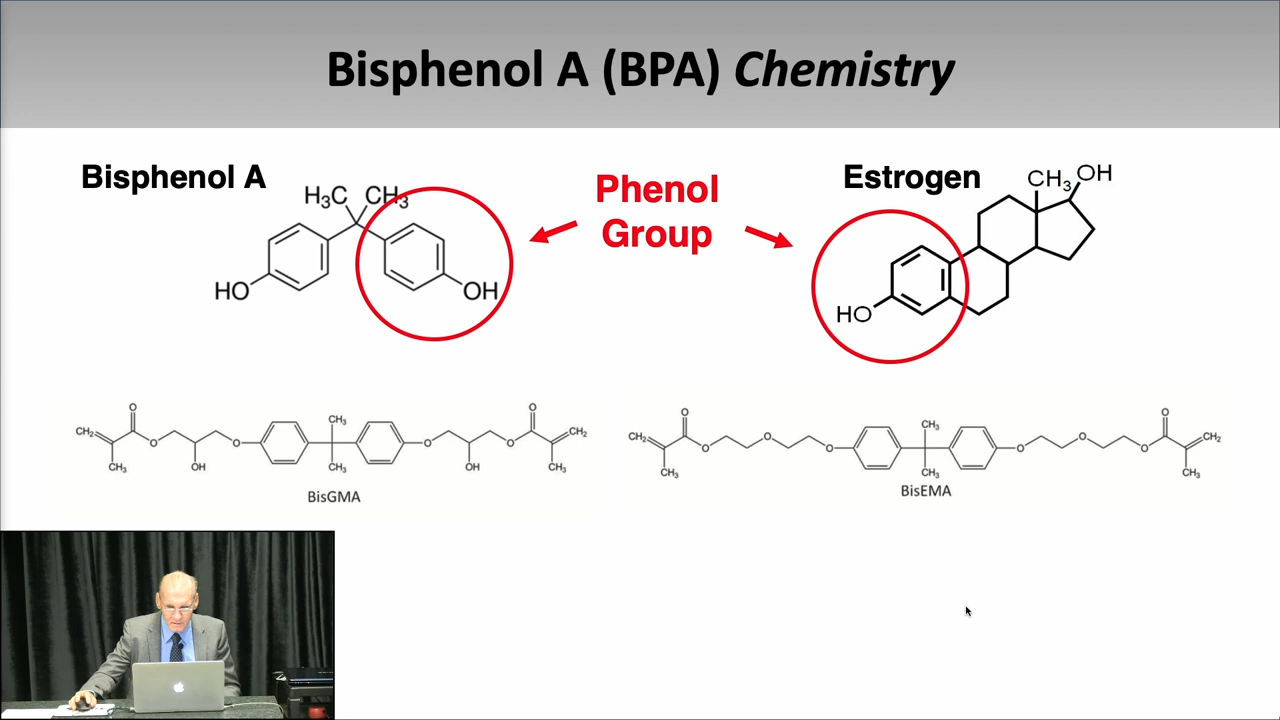 Bisphenol A (BPA) Chemistry
Bisphenol A
Phenol
Group
Estrogen
H₃C CH₃
HO OH
CH₃ OH
HO
O O
CH₂ O O CH₃ O O CH₂
CH₃ OH CH₃ OH CH₃
BisGMA
O O
CH₂ O O O CH₃ O O O CH₂
CH₃ CH₃ CH₃
BisEMA